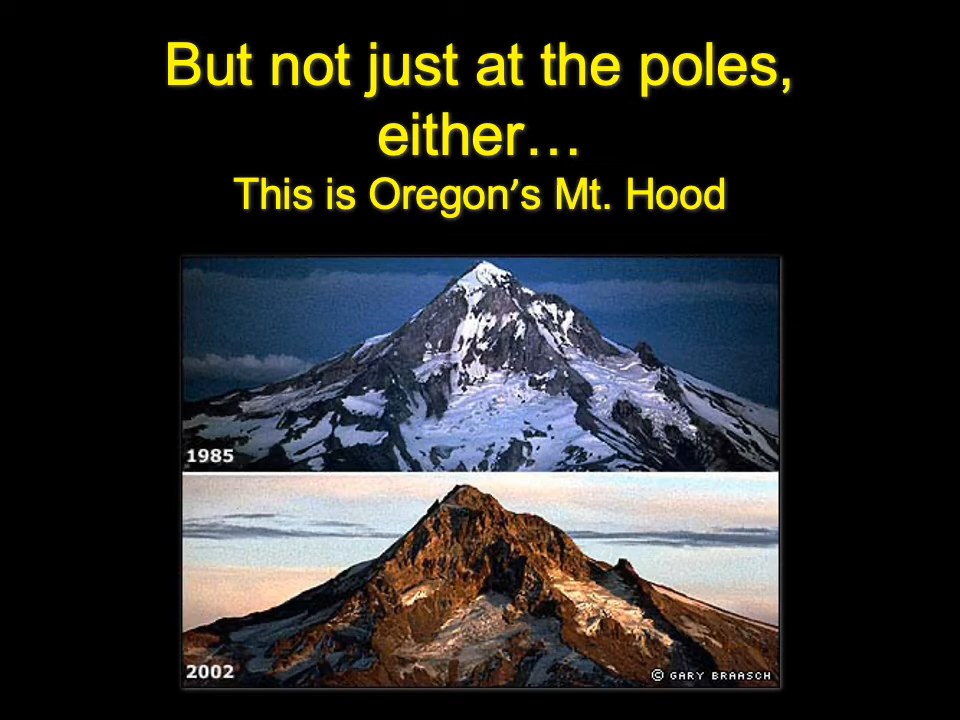 But not just at the poles,
either…
This is Oregon’s Mt. Hood
1985
2002
© GARY BRAASCH